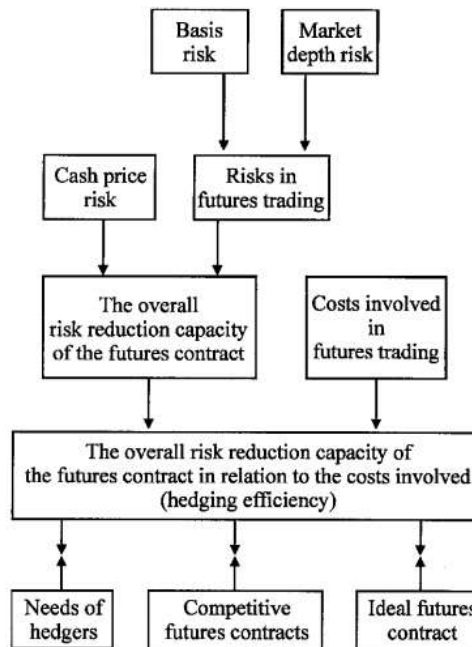 Basis
risk
Market
depth risk
Cash price
risk
Risks in
futures trading
The overall
risk reduction capacity
of the futures contract
Costs involved
in
futures trading
The overall risk reduction capacity of
the futures contract in relation to the costs involved
(hedging efficiency)
Needs of
hedgers
Competitive
futures contracts
Ideal futures
contract